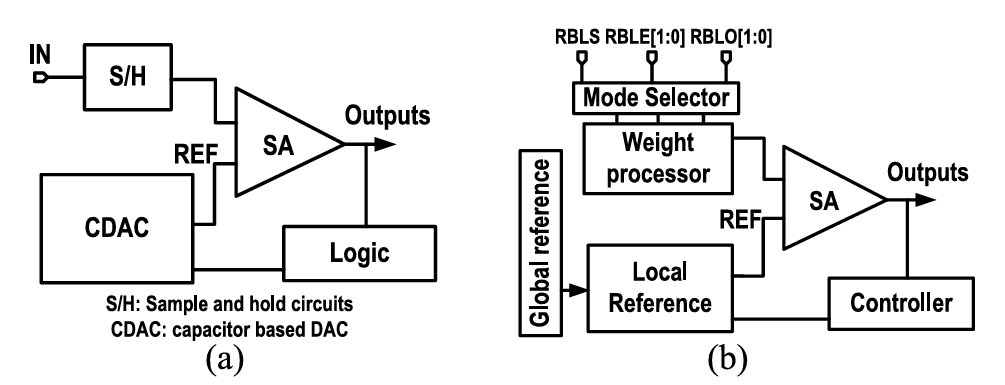 IN
S/H
SA
Outputs
REF
CDAC
Logic
S/H: Sample and hold circuits
CDAC: capacitor based DAC
(a)
RBLS RBLE[1:0] RBLO[1:0]
Mode Selector
Weight
processor
SA
Outputs
REF
Global reference
Local
Reference
Controller
(b)